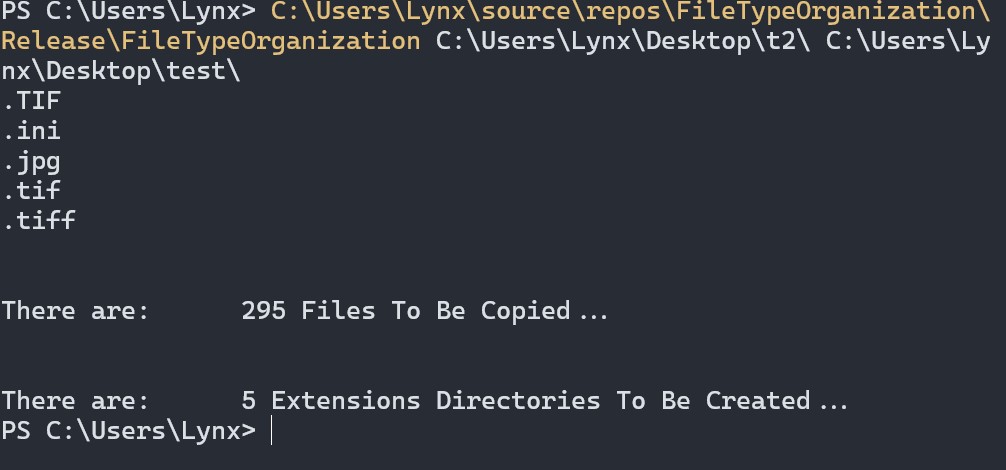 PS C:\Users\Lynx> C:\Users\Lynx\source\repos\FileTypeOrganization\
Release\FileTypeOrganization C:\Users\Lynx\Desktop\t2\ C:\Users\Ly
nx\Desktop\test\
.TIF
.ini
.jpg
.tif
.tiff
There are:      295 Files To Be Copied...
There are:      5 Extensions Directories To Be Created...
PS C:\Users\Lynx>